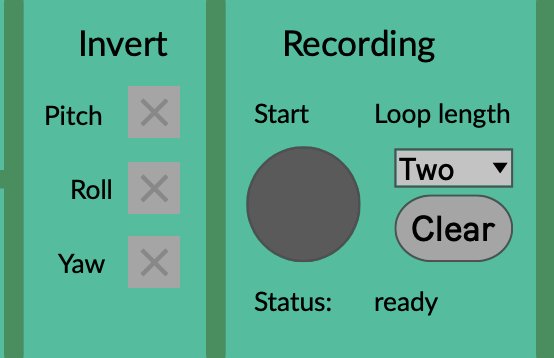 Invert
Pitch
Roll
Yaw
Recording
Start
Loop length
Two
Clear
Status: ready